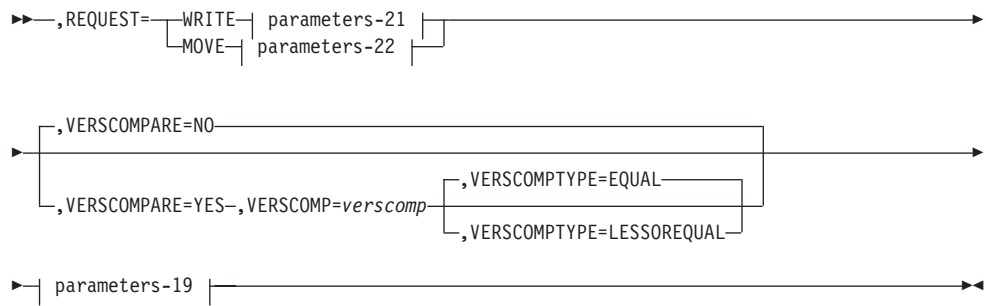 ,REQUEST= WRITE parameters-21
MOVE parameters-22
,VERSCOMPARE=NO
,VERSCOMPTYPE=EQUAL
,VERSCOMPARE=YES ,VERSCOMP=verscomp
,VERSCOMPTYPE=LESSOREQUAL
parameters-19